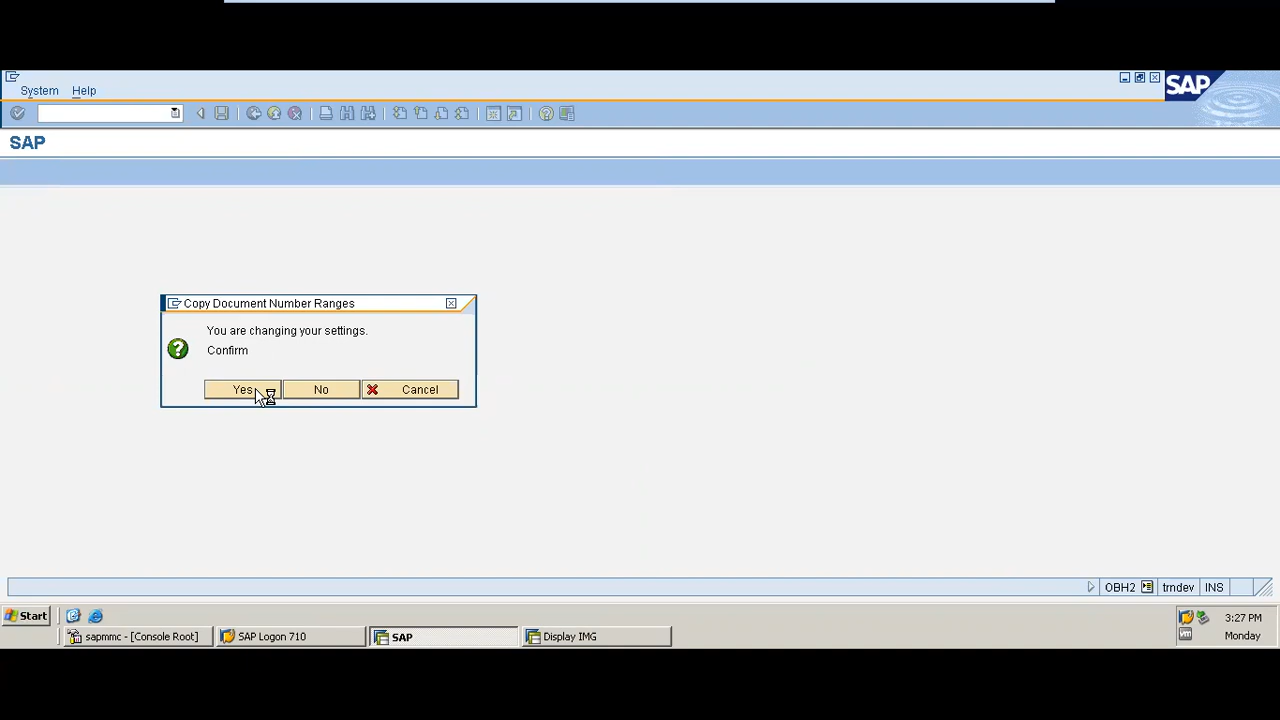 System Help
SAP
SAP
Copy Document Number Ranges
You are changing your settings.
Confirm
Yes No Cancel
OBH2 trndev INS
Start
3:27 PM
sapmmc - [Console Root] SAP Logon 710 SAP Display IMG
Monday